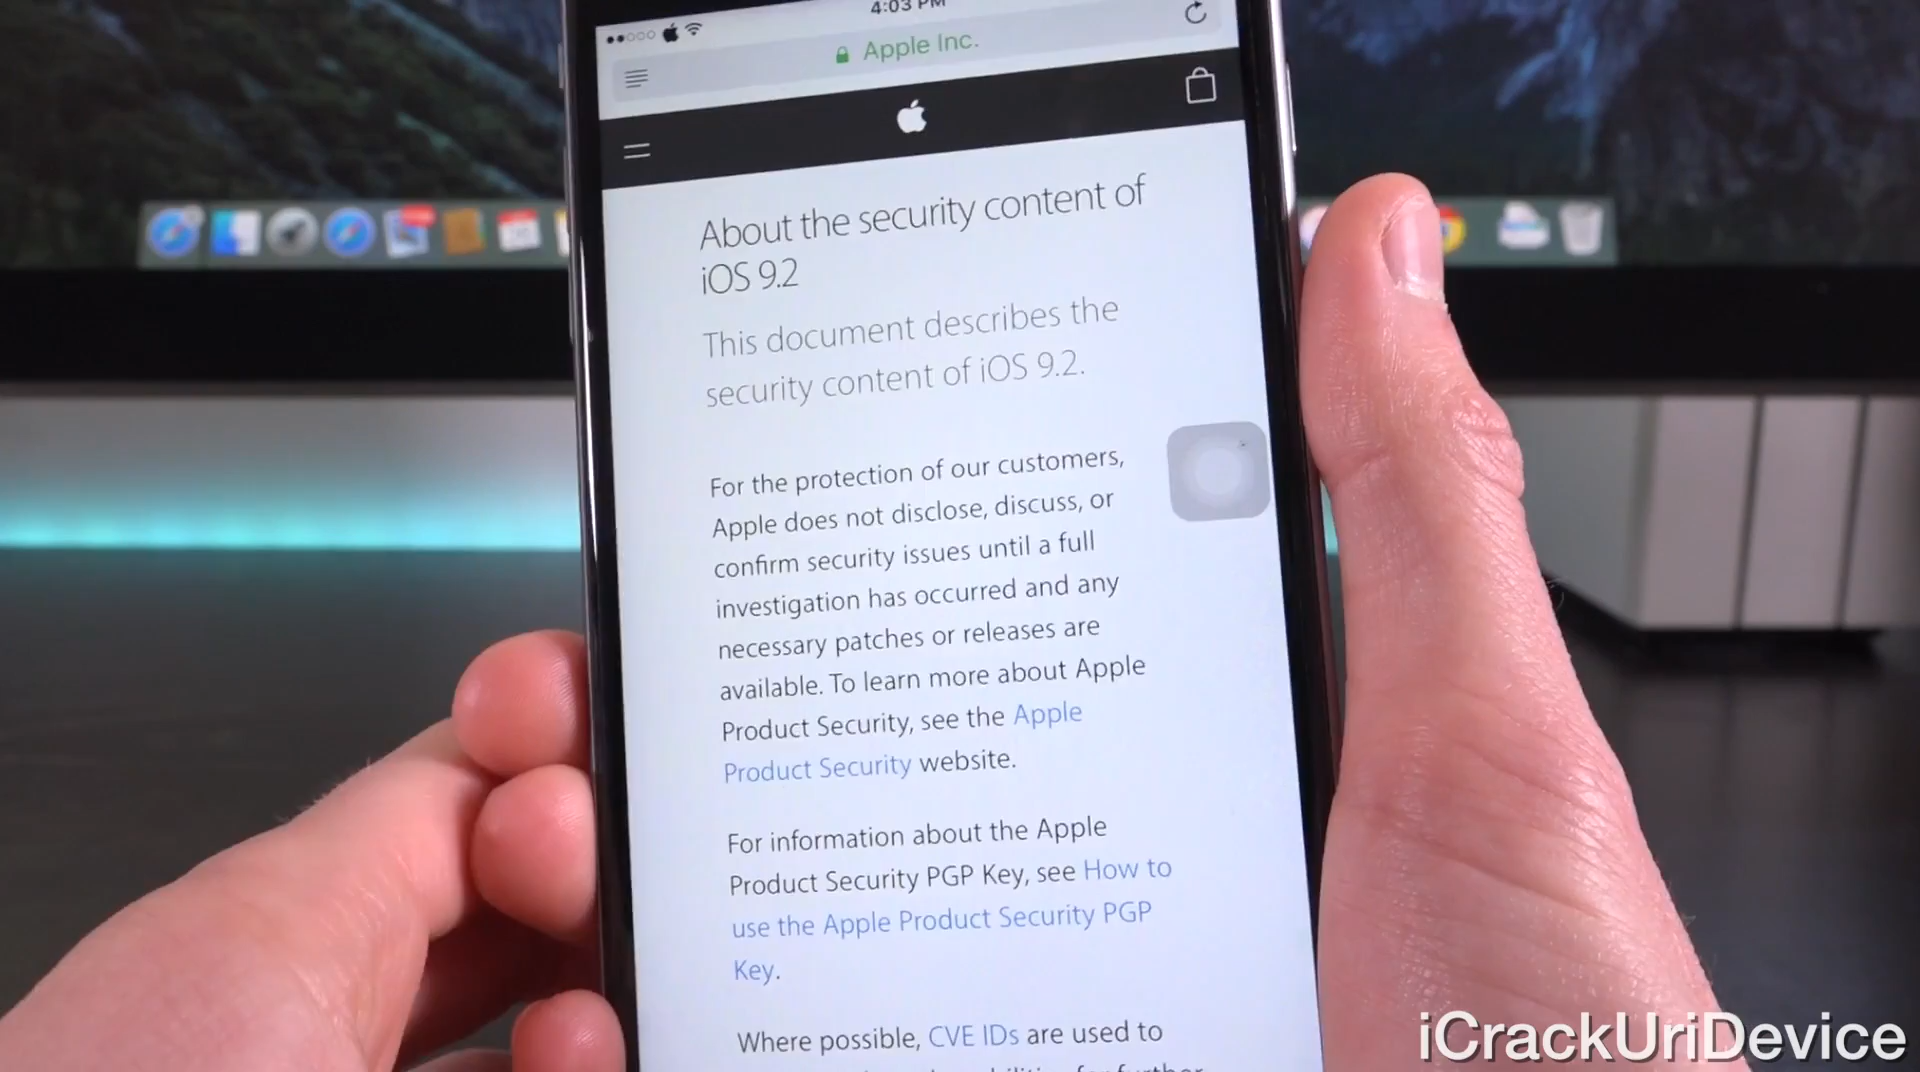 4:03 PM
Apple Inc.
About the security content of
iOS 9.2
This document describes the
security content of iOS 9.2.
For the protection of our customers,
Apple does not disclose, discuss, or
confirm security issues until a full
investigation has occurred and any
necessary patches or releases are
available. To learn more about Apple
Product Security, see the Apple
Product Security website.
For information about the Apple
Product Security PGP Key, see How to
use the Apple Product Security PGP
Key.
Where possible, CVE IDs are used to
for further
iCrackUriDevice